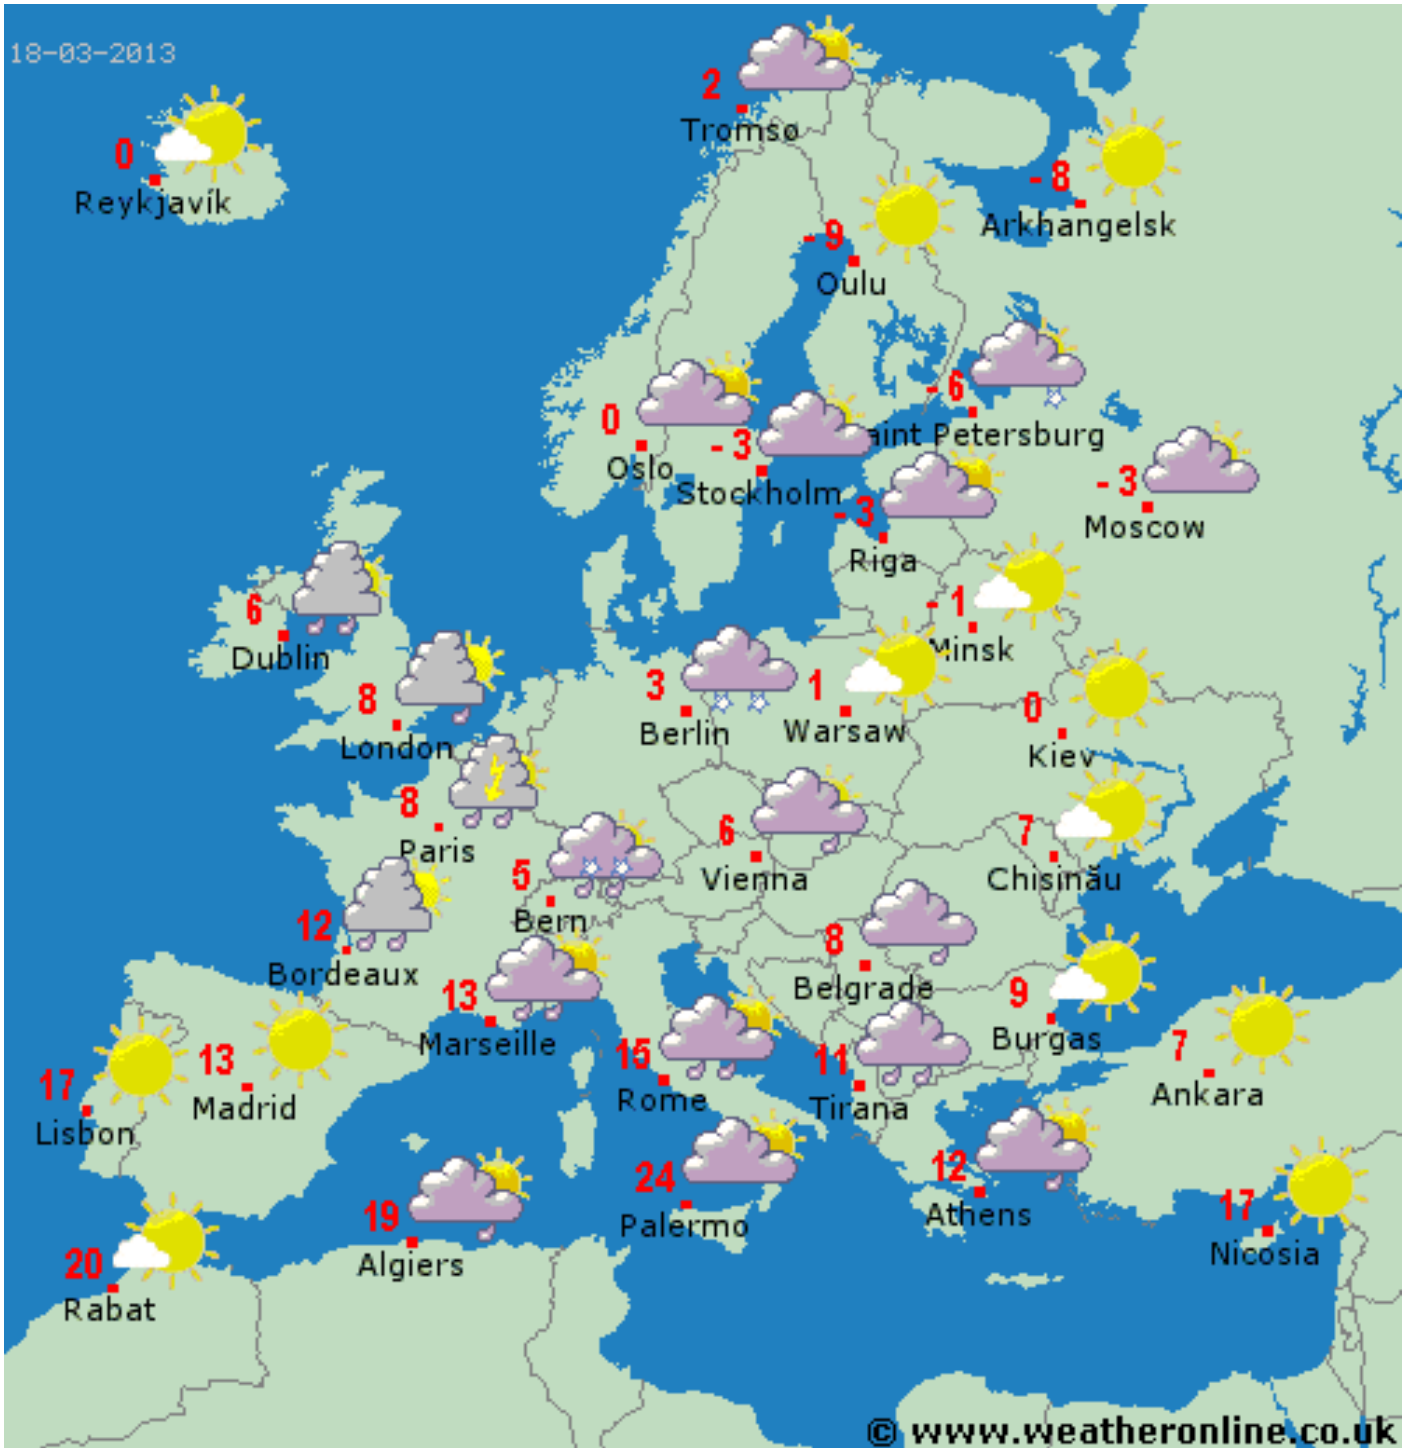 18-03-2013
2
Tromsø
0
Reykjavík
- 8
Arkhangelsk
- 9
Oulu
- 6
aint Petersburg
0
Oslo
- 3
Stockholm
- 3
Moscow
- 3
Riga
- 1
Minsk
6
Dublin
8
London
3
Berlin
1
Warsaw
0
Kiev
8
Paris
6
Vienna
7
Chisinău
5
Bern
12
Bordeaux
8
Belgrade
9
Burgas
13
Marseille
17
Lisbon
13
Madrid
15
Rome
11
Tirana
7
Ankara
24
Palermo
12
Athens
19
Algiers
17
Nicosia
20
Rabat
© www.weatheronline.co.uk